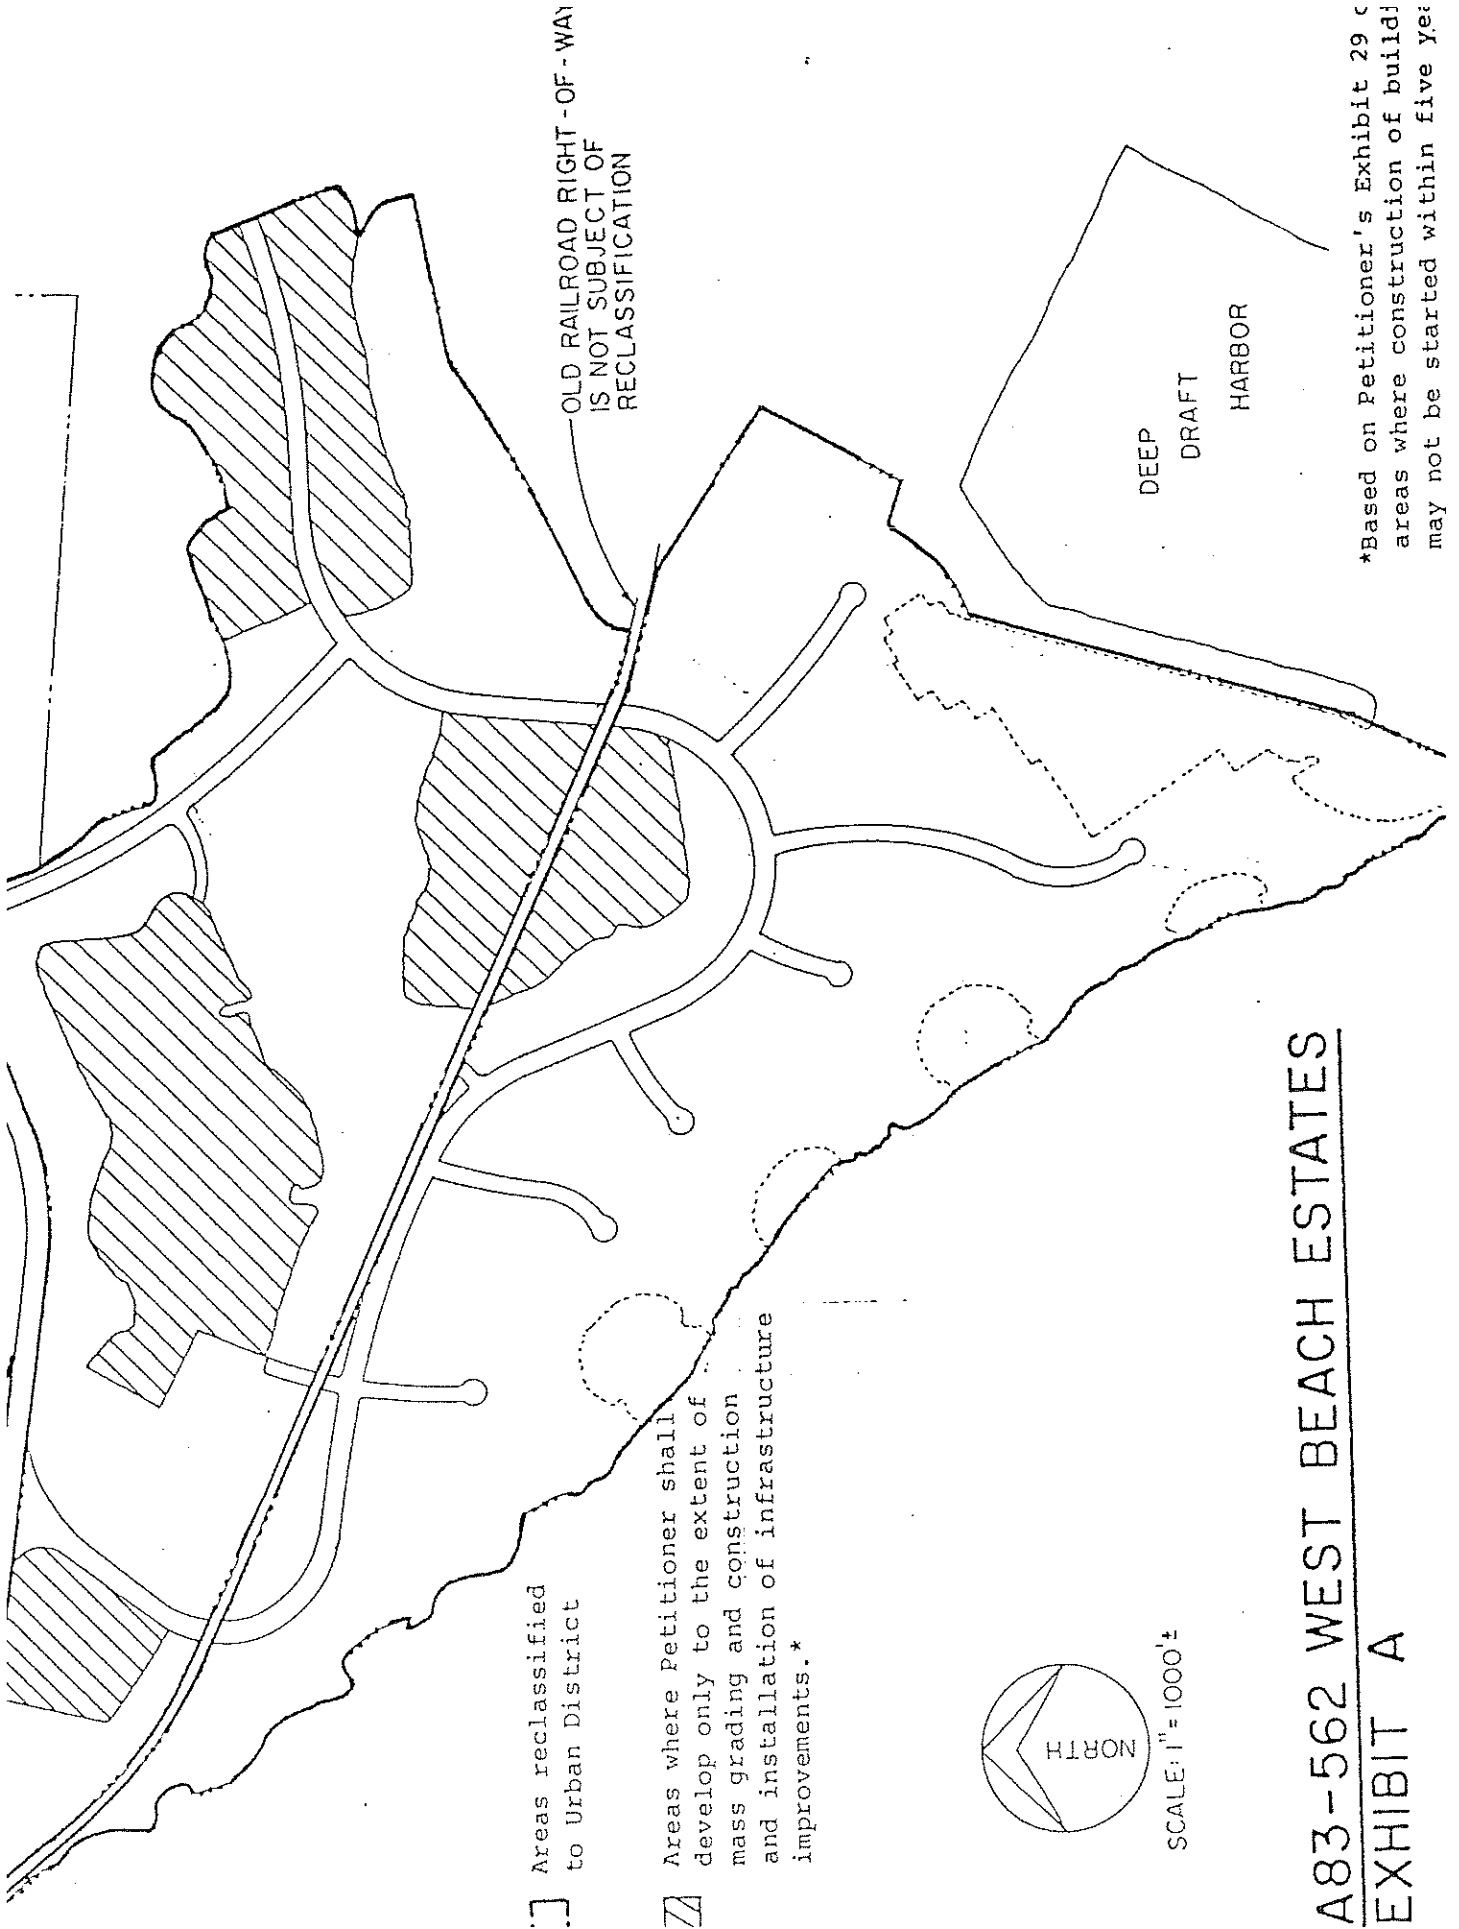 OLD RAILROAD RIGHT-OF-WAY
IS NOT SUBJECT OF
RECLASSIFICATION
DEEP
DRAFT
HARBOR
Areas reclassified
to Urban District
Areas where Petitioner shall
develop only to the extent of
mass grading and construction
and installation of infrastructure
improvements.*
NORTH
SCALE: 1" = 1000'±
*Based on Petitioner's Exhibit 29
areas where construction of
may not be started within five
A83-562 WEST BEACH ESTATES
EXHIBIT A